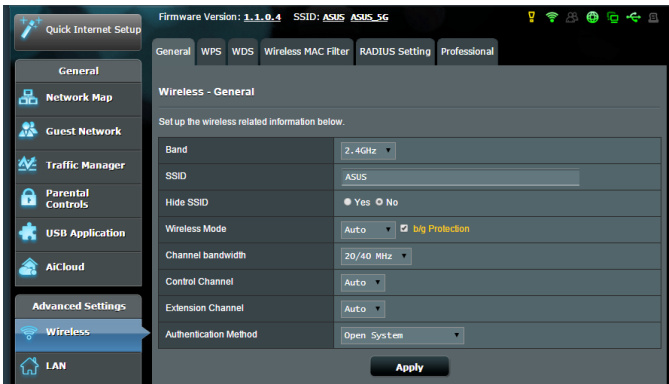 Quick Internet Setup
Firmware Version: 1.1.0.4 SSID: ASUS ASUS_5G
General WPS WDS Wireless MAC Filter RADIUS Setting Professional
General
Network Map
Guest Network
Traffic Manager
Parental
Controls
USB Application
AiCloud
Advanced Settings
Wireless
LAN
Wireless - General
Set up the wireless related information below.
Band 2.4GHz
SSID ASUS
Hide SSID Yes No
Wireless Mode Auto b/g Protection
Channel bandwidth 20/40 MHz
Control Channel Auto
Extension Channel Auto
Authentication Method Open System
Apply